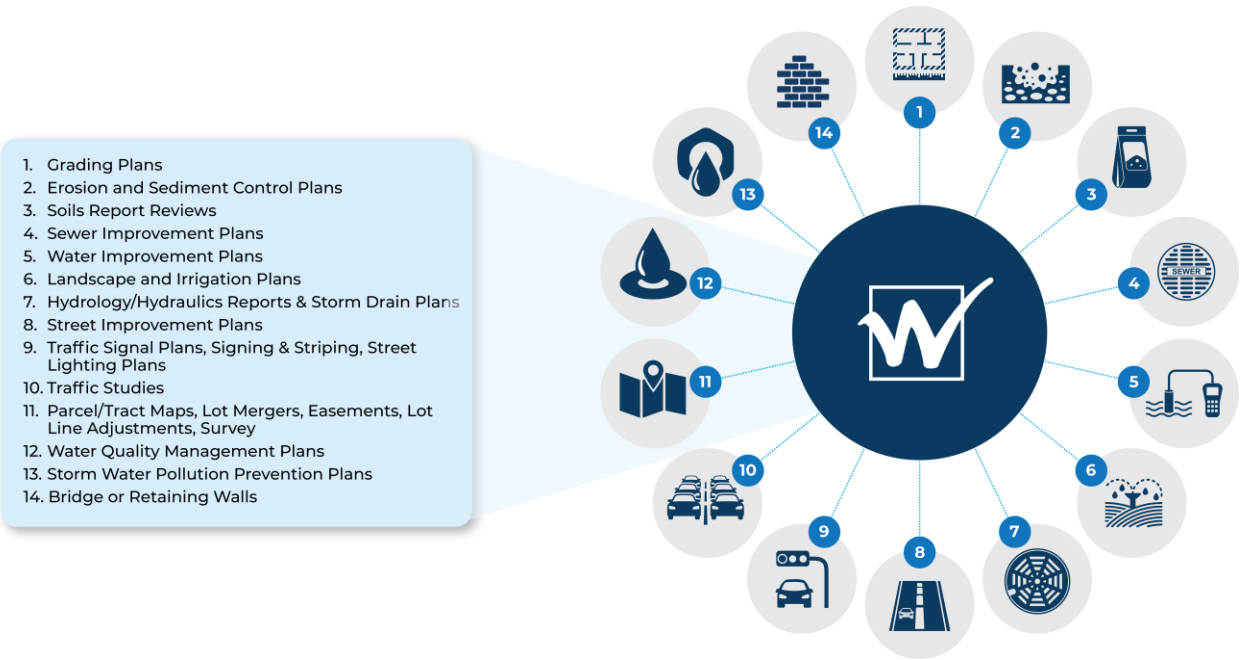 1. Grading Plans
2. Erosion and Sediment Control Plans
3. Soils Report Reviews
4. Sewer Improvement Plans
5. Water Improvement Plans
6. Landscape and Irrigation Plans
7. Hydrology/Hydraulics Reports & Storm Drain Plans
8. Street Improvement Plans
9. Traffic Signal Plans, Signing & Striping, Street
Lighting Plans
10. Traffic Studies
11. Parcel/Tract Maps, Lot Mergers, Easements, Lot
Line Adjustments, Survey
12. Water Quality Management Plans
13. Storm Water Pollution Prevention Plans
14. Bridge or Retaining Walls
1
2
3
4
SEWER
5
6
7
8
9
10
11
12
13
14
W